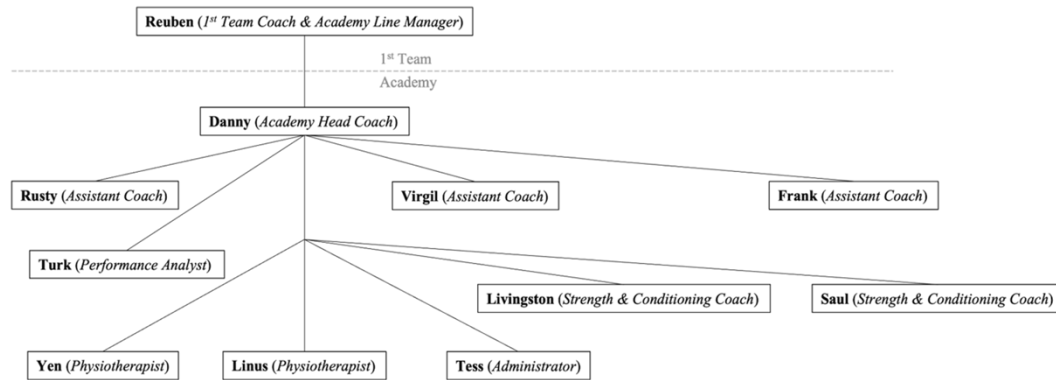 Reuben (1st Team Coach & Academy Line Manager)
1st Team
Academy
Danny (Academy Head Coach)
Rusty (Assistant Coach)
Virgil (Assistant Coach)
Frank (Assistant Coach)
Turk (Performance Analyst)
Livingston (Strength & Conditioning Coach)
Saul (Strength & Conditioning Coach)
Yen (Physiotherapist)
Linus (Physiotherapist)
Tess (Administrator)